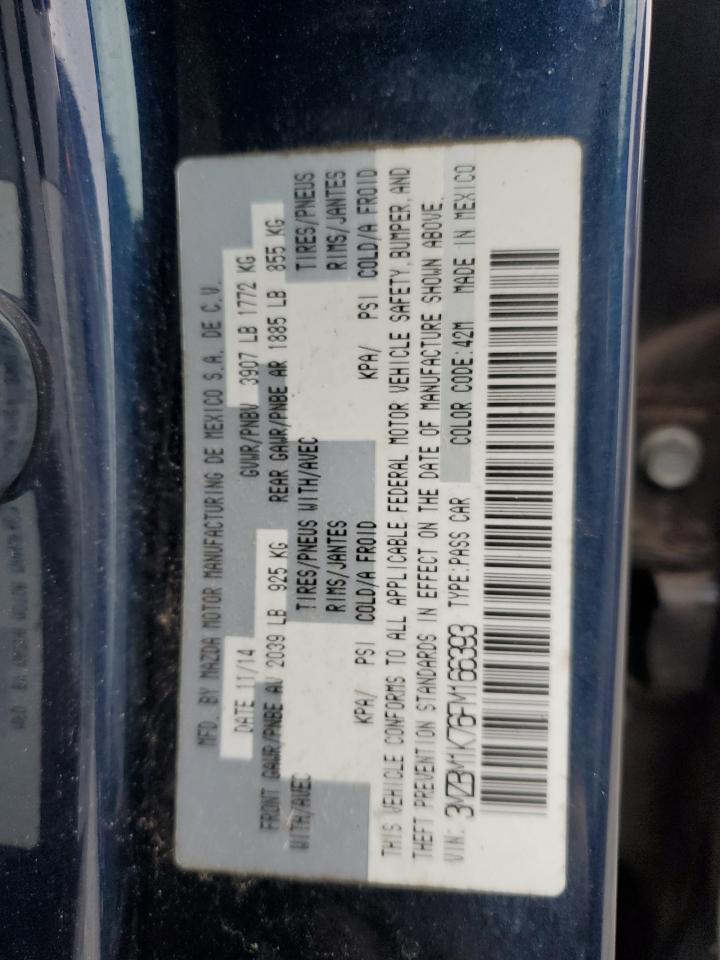 MFD. BY MAZDA MOTOR MANUFACTURING DE MEXICO S.A. DE C.V.
DATE 11/14 GVWR/PNBV 3907 LB 1772 KG
FRONT GAWR/PNBE AV 2039 LB 925 KG REAR GAWR/PNBE AR 1885 LB 855 KG
WITH/AVEC TIRES/PNEUS WITH/AVEC TIRES/PNEUS
RIMS/JANTES RIMS/JANTES
KPA/ PSI COLD/A FROID KPA/ PSI COLD/A FROID
THIS VEHICLE CONFORMS TO ALL APPLICABLE FEDERAL MOTOR VEHICLE SAFETY, BUMPER, AND
THEFT PREVENTION STANDARDS IN EFFECT ON THE DATE OF MANUFACTURE SHOWN ABOVE.
VIN: 3MZBM1K76FM166393 TYPE:PASS CAR COLOR CODE:42M MADE IN MEXICO